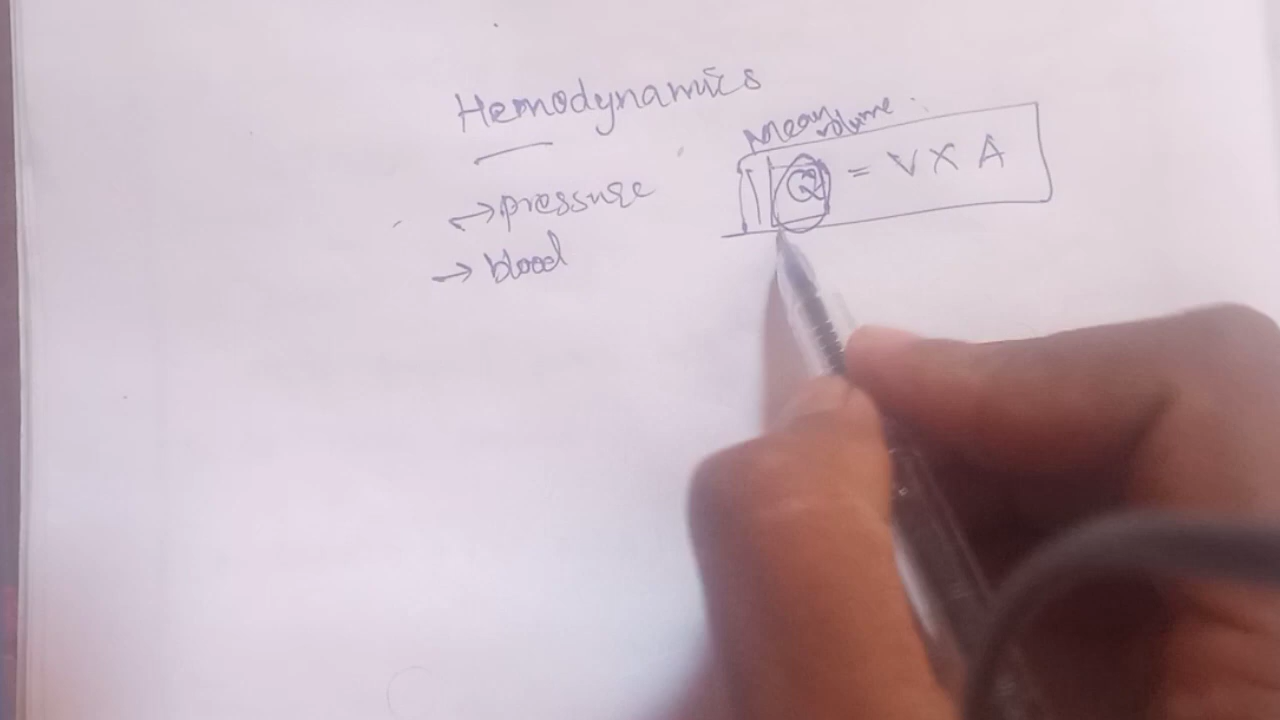 Hemodynamics
→ pressure
→ blood
Mean volume
Q = V X A